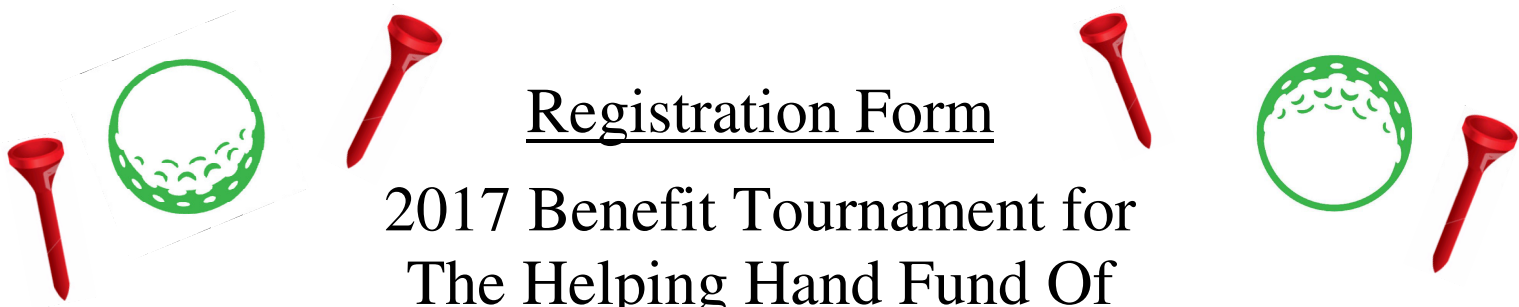 Registration Form
2017 Benefit Tournament for
The Helping Hand Fund Of